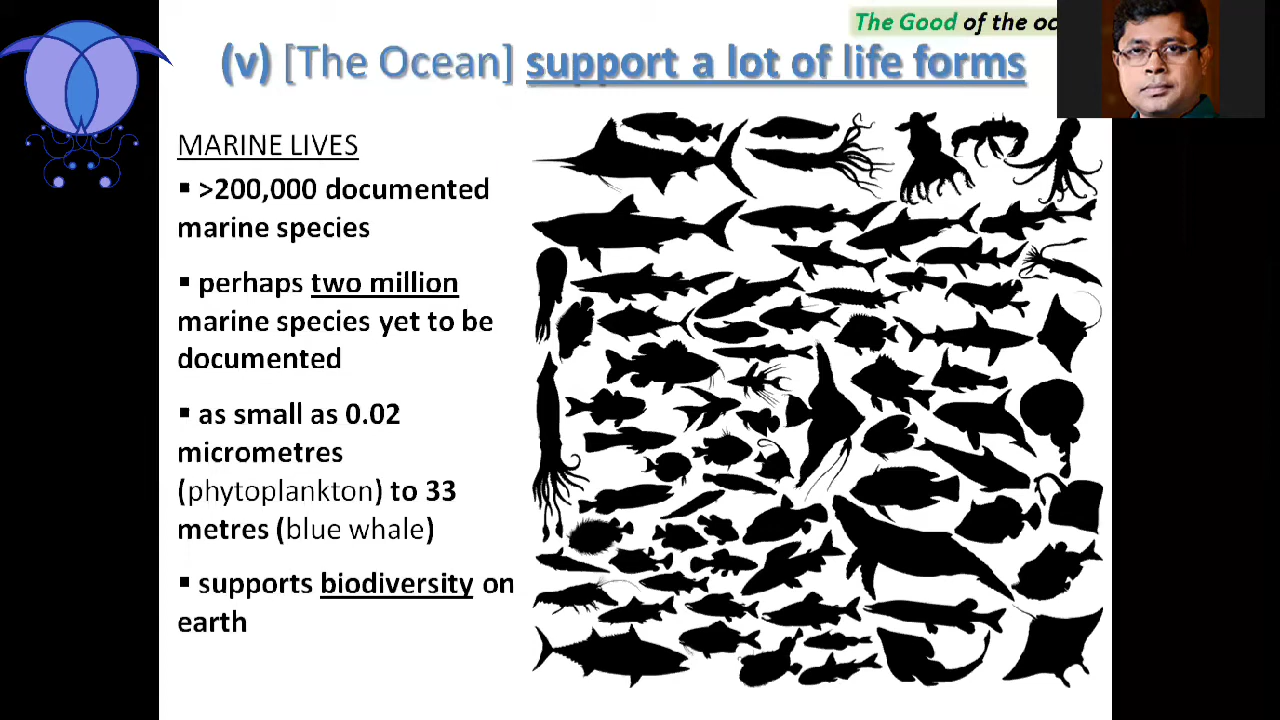 The Good of the oc
(v) [The Ocean] support a lot of life forms
MARINE LIVES
▪ >200,000 documented
marine species
▪ perhaps two million
marine species yet to be
documented
▪ as small as 0.02
micrometres
(phytoplankton) to 33
metres (blue whale)
▪ supports biodiversity on
earth